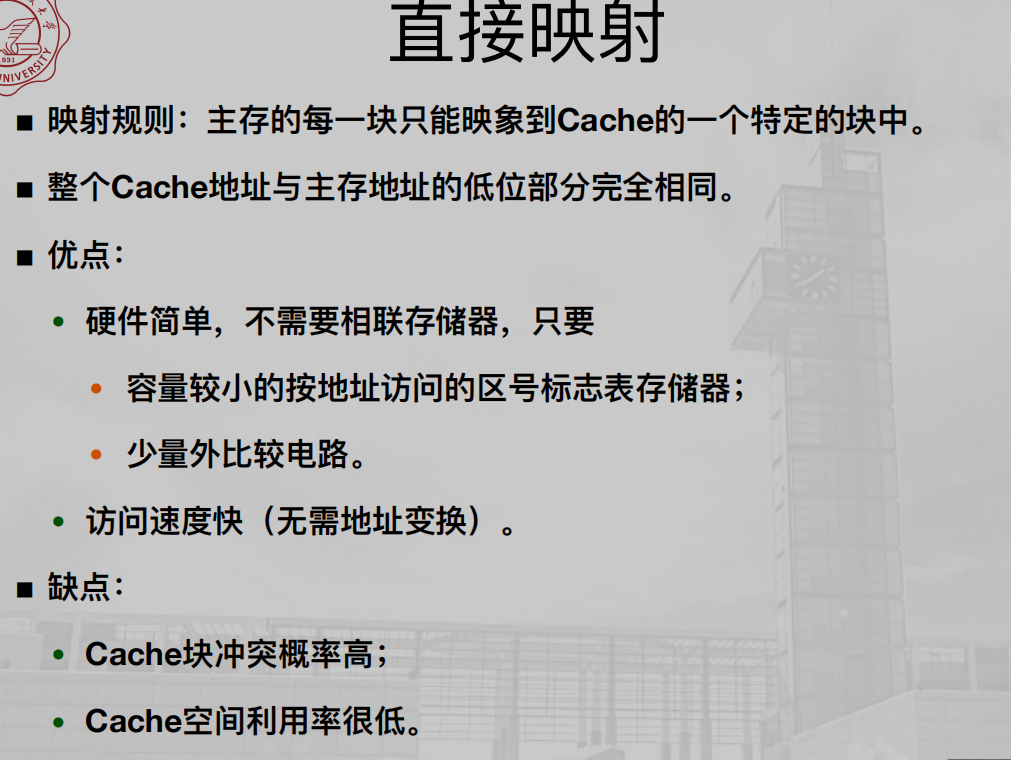 直接映射
大
UNIVERSITY
1931
■ 映射规则：主存的每一块只能映象到Cache的一个特定的块中。
■ 整个Cache地址与主存地址的低位部分完全相同。
■ 优点：
• 硬件简单，不需要相联存储器，只要
• 容量较小的按地址访问的区号标志表存储器；
• 少量外比较电路。
• 访问速度快（无需地址变换）。
■ 缺点：
• Cache块冲突概率高；
• Cache空间利用率很低。